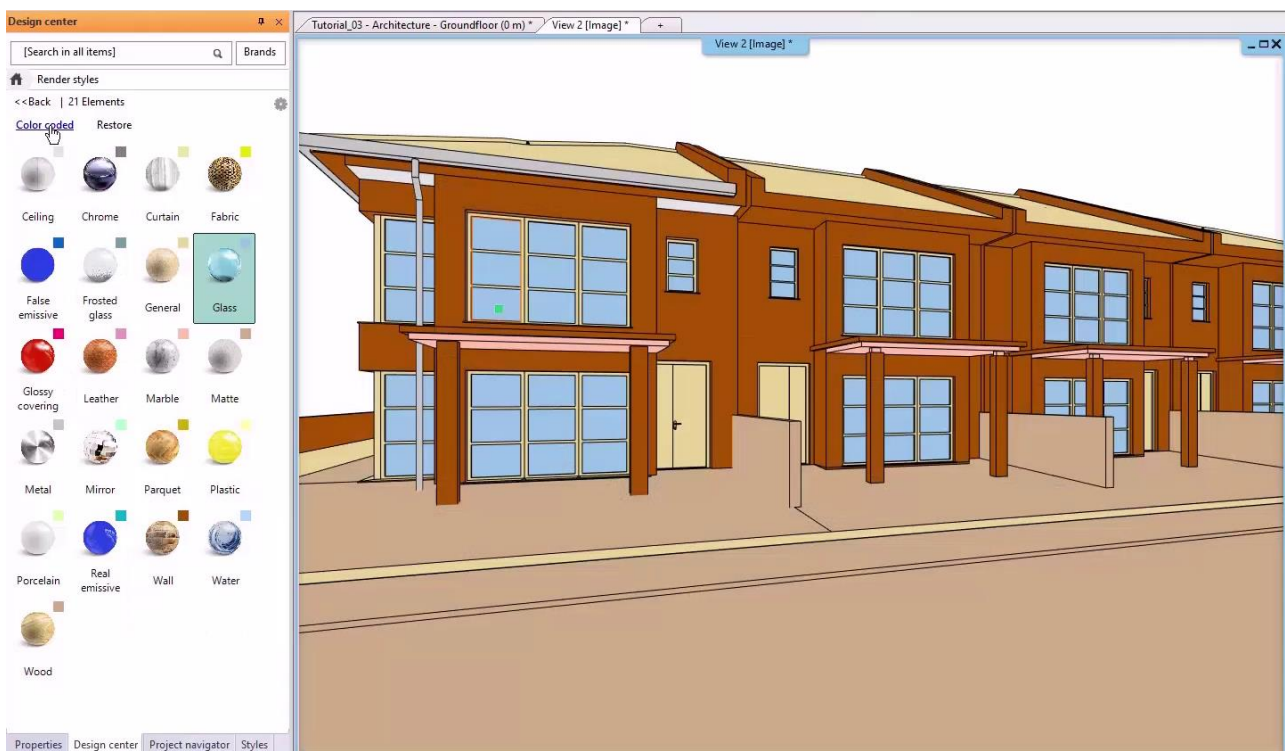 Design center
Tutorial_03 - Architecture - Groundfloor (0 m) *
View 2 [Image] *
+
[Search in all items]
Brands
View 2 [Image] *
Render styles
<<Back | 21 Elements
Color coded Restore
Ceiling Chrome Curtain Fabric
False emissive
Frosted glass
General
Glass
Glossy covering
Leather
Marble
Matte
Metal Mirror Parquet Plastic
Porcelain
Real emissive
Wall
Water
Wood
Properties Design center Project navigator Styles